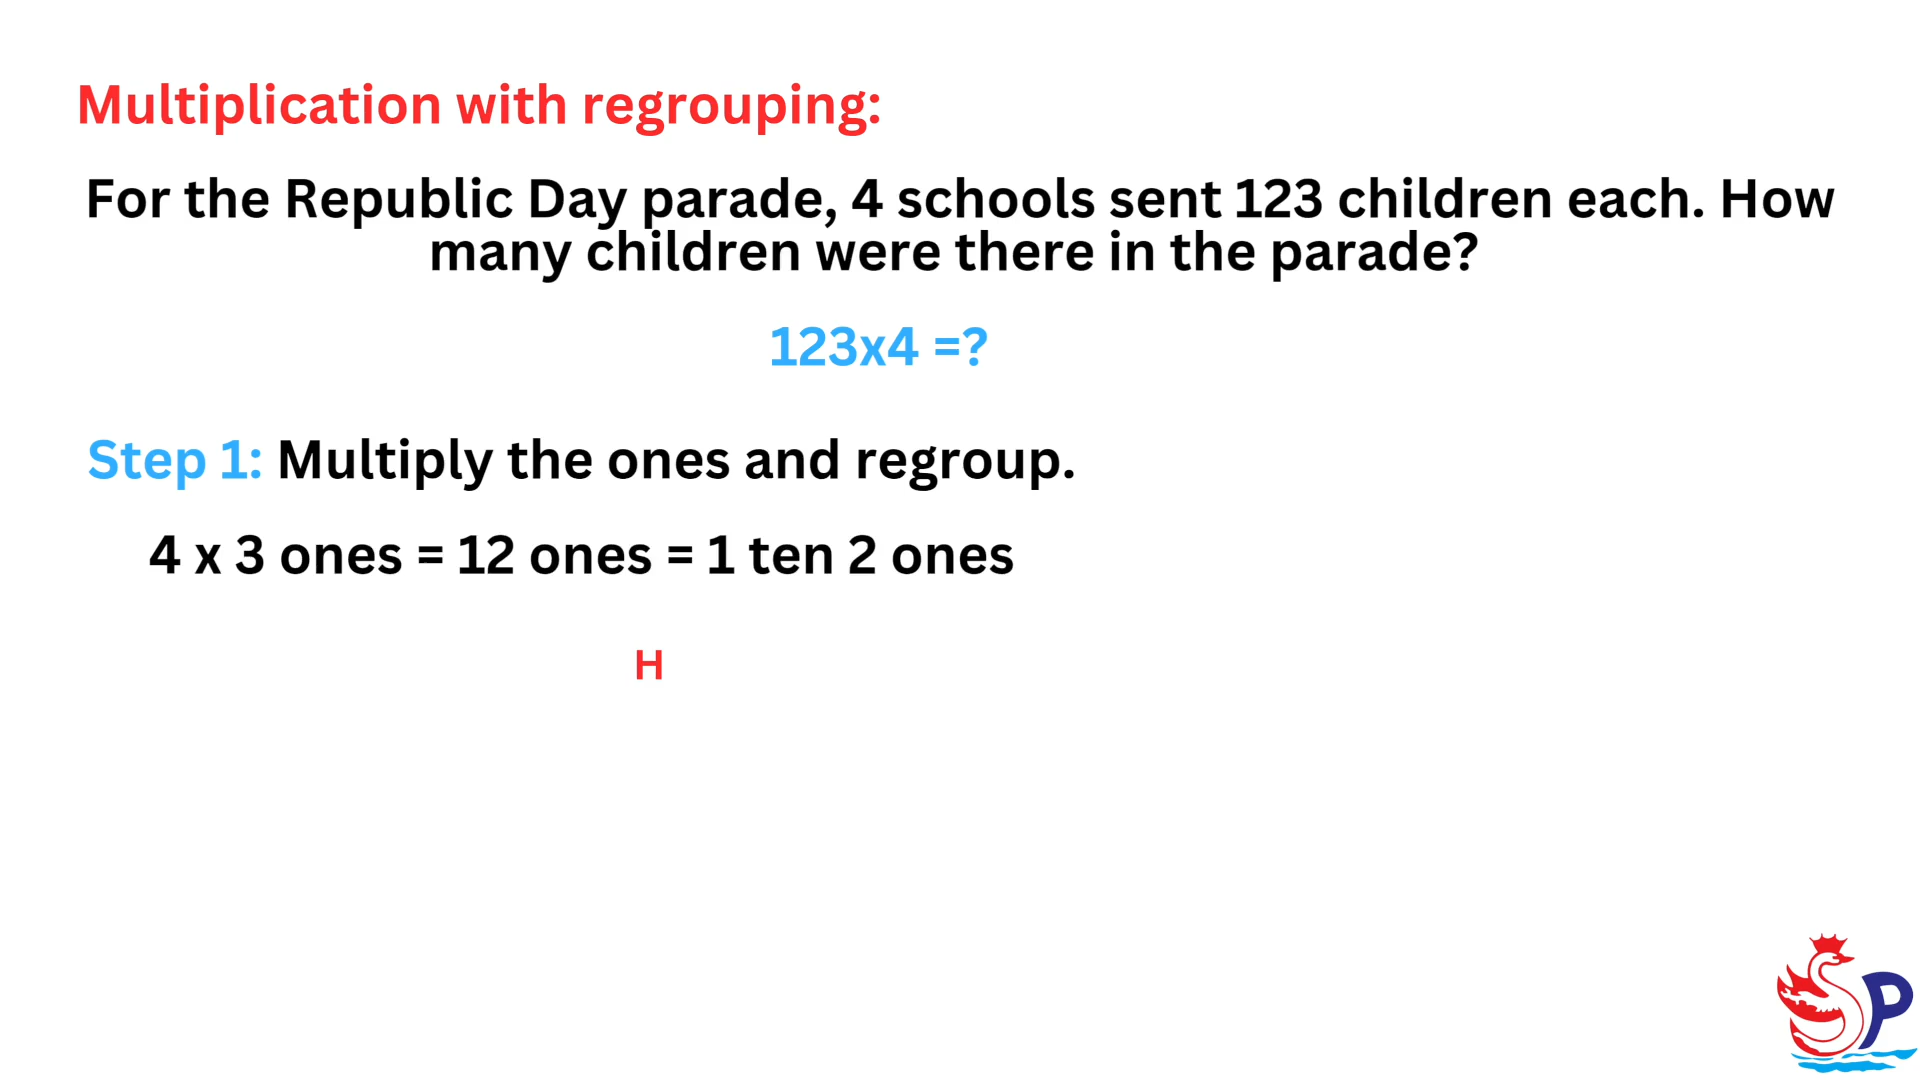 Multiplication with regrouping:
For the Republic Day parade, 4 schools sent 123 children each. How
many children were there in the parade?
123x4 =?
Step 1: Multiply the ones and regroup.
4 x 3 ones = 12 ones = 1 ten 2 ones
H
SP